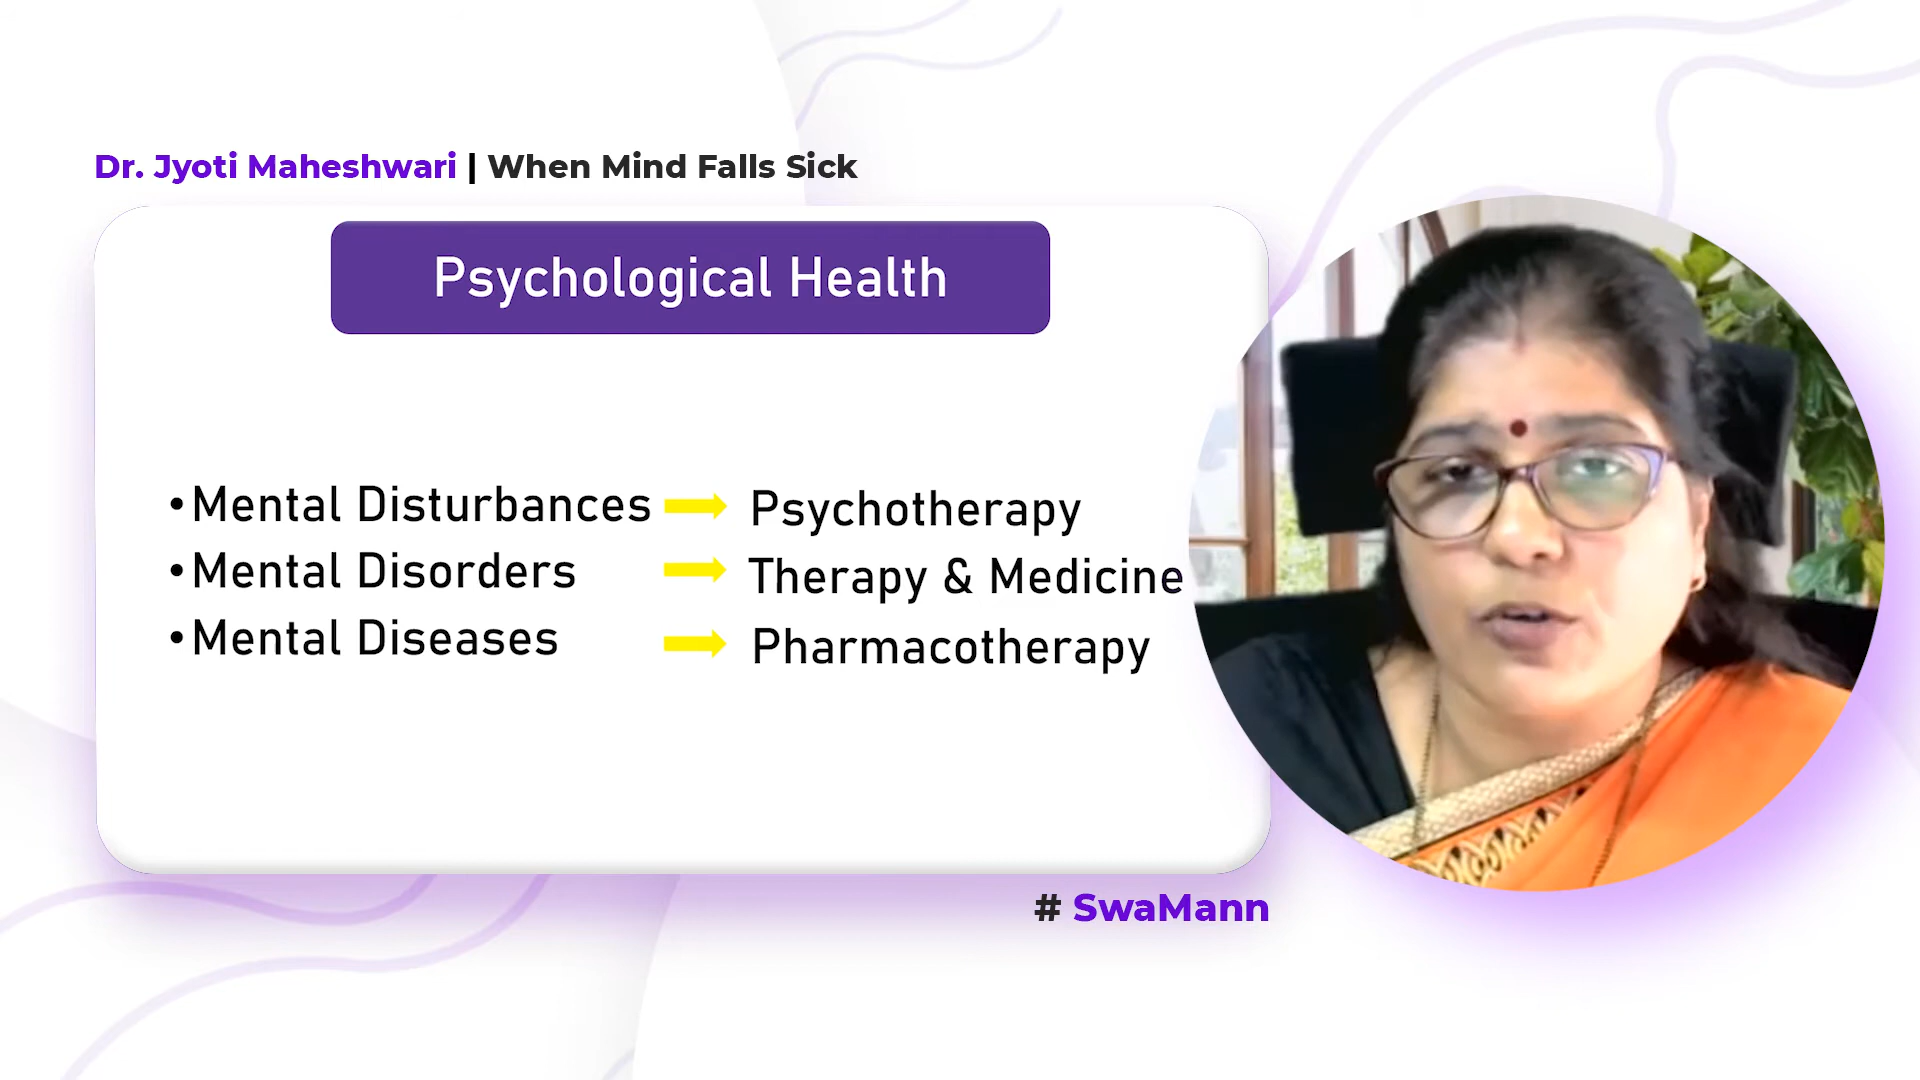 Dr. Jyoti Maheshwari | When Mind Falls Sick
Psychological Health
•Mental Disturbances Psychotherapy
•Mental Disorders Therapy & Medicine
•Mental Diseases Pharmacotherapy
# SwaMann